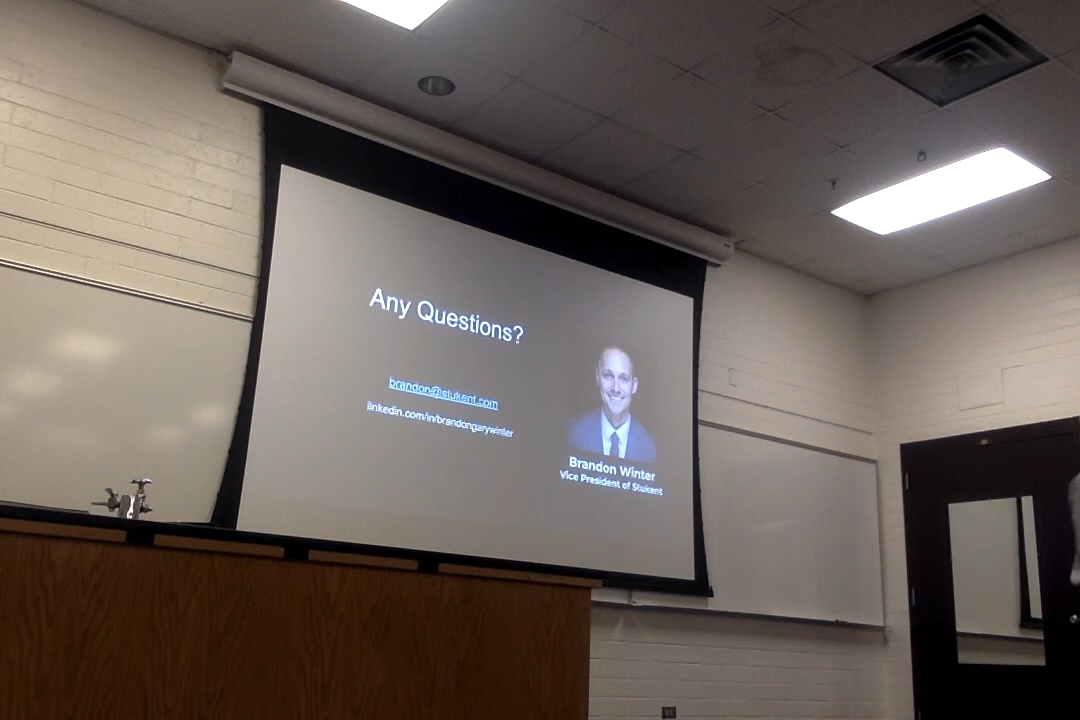 Any Questions?
brandon@stukent.com
linkedin.com/in/brandongarywinter
Brandon Winter
Vice President of Stukent